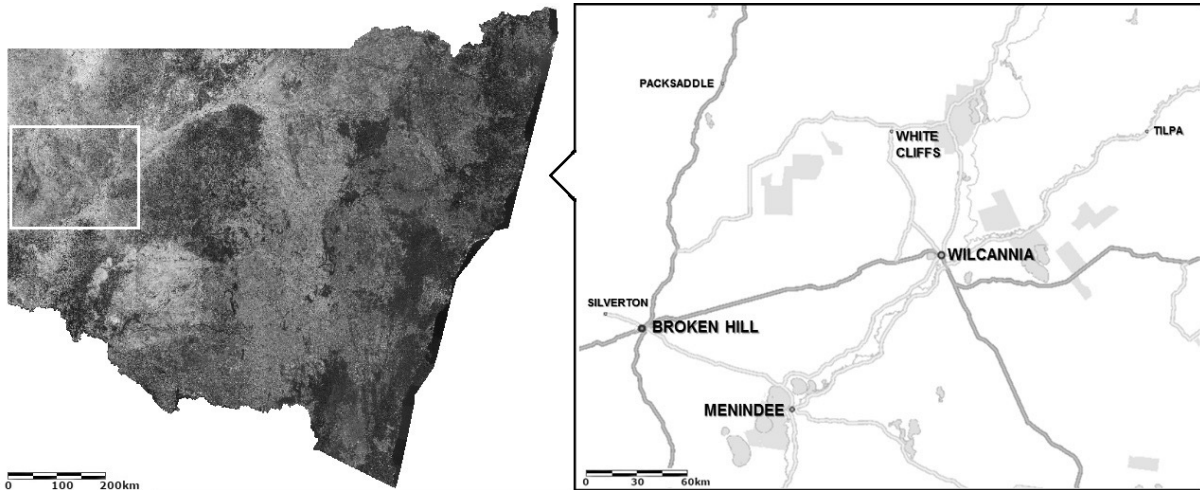 PACKSADDLE
TILPA
WHITE
CLIFFS
WILCANNIA
SILVERTON
BROKEN HILL
MENINDEE
0 100 200km
0 30 60km